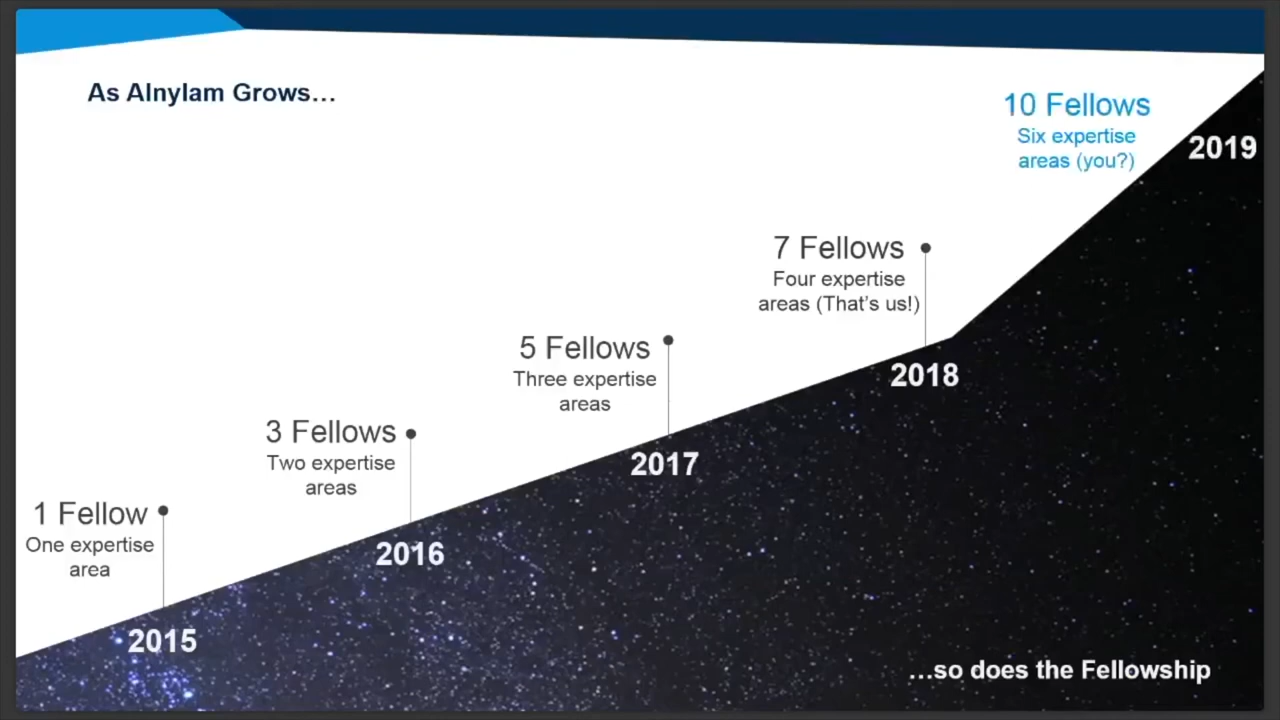 As Alnylam Grows…
10 Fellows
Six expertise
areas (you?)
2019
7 Fellows
Four expertise
areas (That's us!)
2018
5 Fellows
Three expertise
areas
2017
3 Fellows
Two expertise
areas
2016
1 Fellow
One expertise
area
2015
…so does the Fellowship